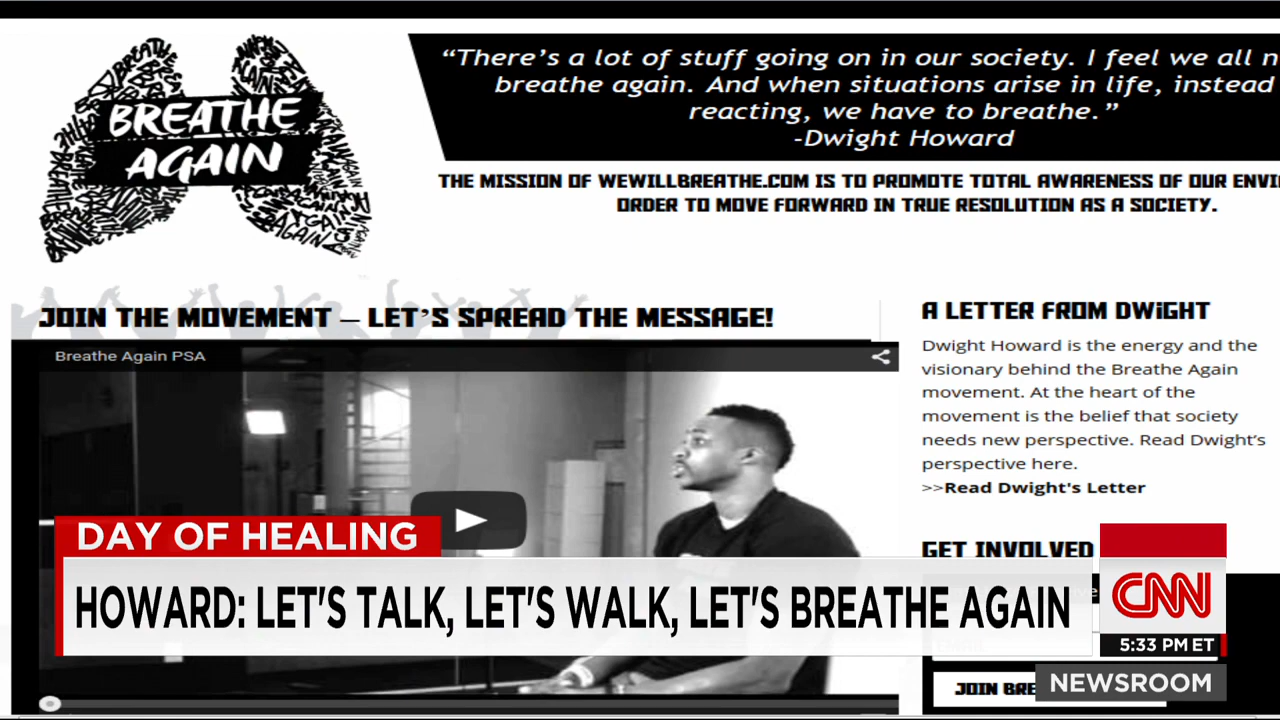 BREATHE
AGAIN
“There’s a lot of stuff going on in our society. I feel we all
breathe again. And when situations arise in life, instead
reacting, we have to breathe.”
-Dwight Howard
THE MISSION OF WEWILLBREATHE.COM IS TO PROMOTE TOTAL AWARENESS OF OUR
ORDER TO MOVE FORWARD IN TRUE RESOLUTION AS A SOCIETY.
JOIN THE MOVEMENT – LET’S SPREAD THE MESSAGE!
Breathe Again PSA
A LETTER FROM DWiGHT
Dwight Howard is the energy and the
visionary behind the Breathe Again
movement. At the heart of the
movement is the belief that society
needs new perspective. Read Dwight’s
perspective here.
>>Read Dwight's Letter
GET INVOLVED
DAY OF HEALING
HOWARD: LET'S TALK, LET'S WALK, LET'S BREATHE AGAIN
CNN
5:33 PM ET
JOIN
NEWSROOM